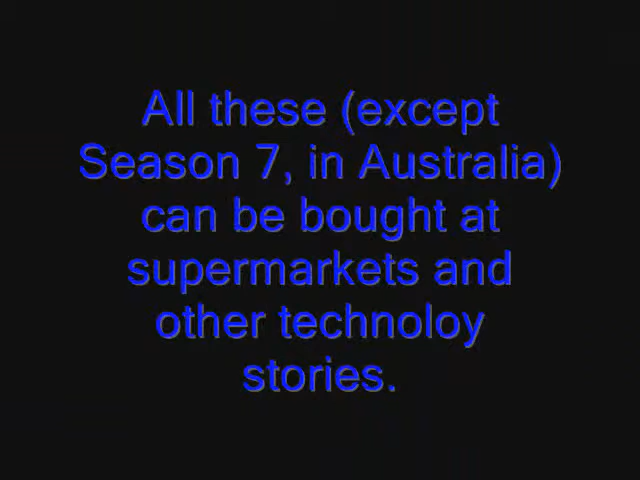 All these (except
Season 7, in Australia)
can be bought at
supermarkets and
other technoloy
stories.